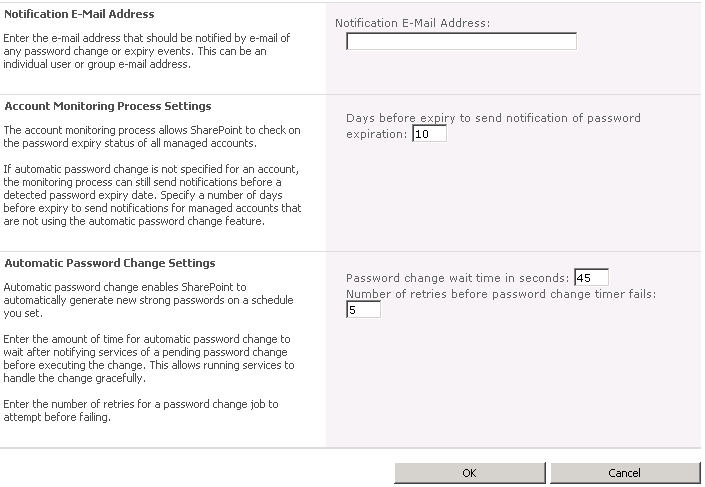 Notification E-Mail Address
Enter the e-mail address that should be notified by e-mail of
any password change or expiry events. This can be an
individual user or group e-mail address.
Notification E-Mail Address:
Account Monitoring Process Settings
The account monitoring process allows SharePoint to check on
the password expiry status of all managed accounts.
If automatic password change is not specified for an account,
the monitoring process can still send notifications before a
detected password expiry date. Specify a number of days
before expiry to send notifications for managed accounts that
are not using the automatic password change feature.
Days before expiry to send notification of password
expiration: 10
Automatic Password Change Settings
Automatic password change enables SharePoint to
automatically generate new strong passwords on a schedule
you set.
Enter the amount of time for automatic password change to
wait after notifying services of a pending password change
before executing the change. This allows running services to
handle the change gracefully.
Enter the number of retries for a password change job to
attempt before failing.
Password change wait time in seconds: 45
Number of retries before password change timer fails:
5
OK
Cancel